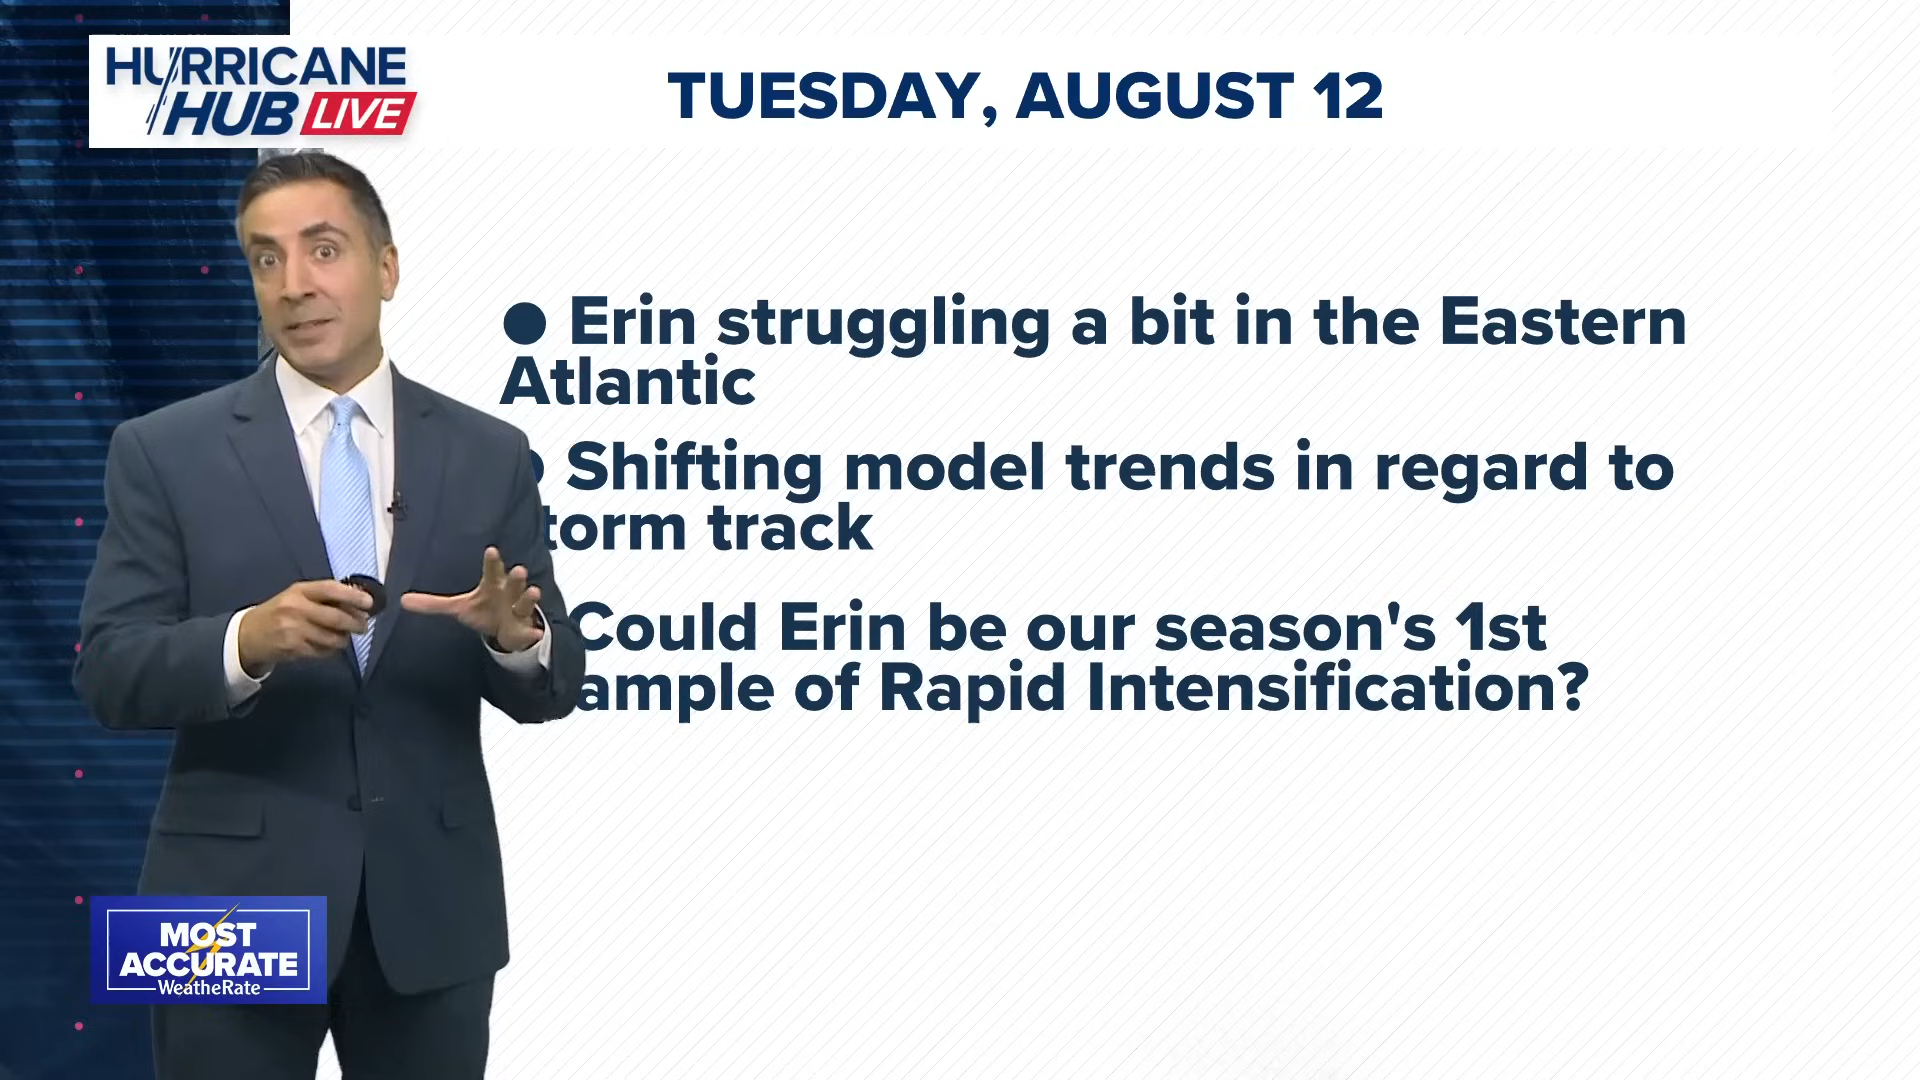 HURRICANE
HUB LIVE
TUESDAY, AUGUST 12
● Erin struggling a bit in the Eastern
Atlantic
Shifting model trends in regard to
torm track
Could Erin be our season's 1st
ample of Rapid Intensification?
MOST
ACCURATE
WeatheRate